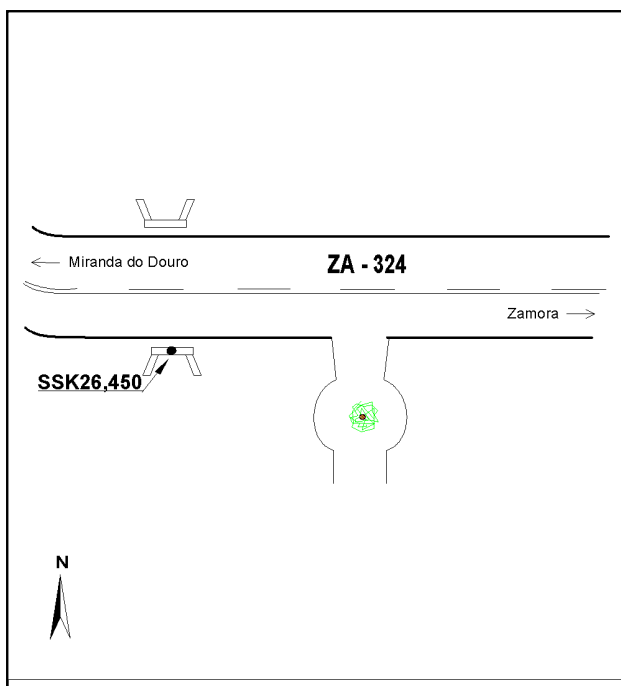 ← Miranda do Douro
ZA - 324
Zamora →
SSK26,450
N